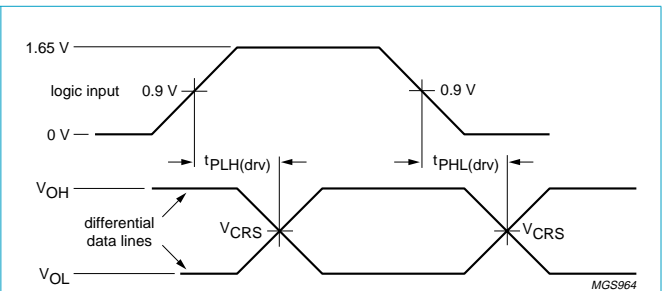 1.65 V
logic input
0.9 V
0.9 V
0 V
tPLH(drv)
tPHL(drv)
VOH
differential
data lines
VCRS
VCRS
VOL
MGS964